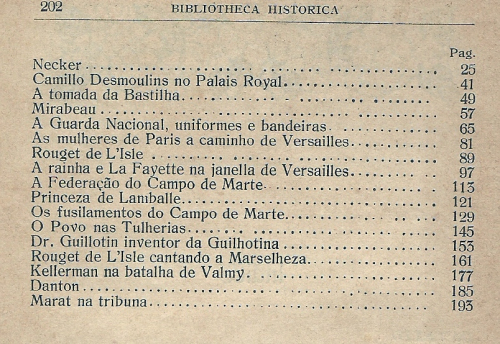 202 BIBLIOTHECA HISTORICA
Pag.
Necker 25
Camillo Desmoulins no Palais Royal 41
A tomada da Bastilha 49
Mirabeau 57
A Guarda Nacional, uniformes e bandeiras 65
As mulheres de Paris a caminho de Versailles 81
Rouget de L'Isle 89
A rainha e La Fayette na janella de Versailles 97
A Federação do Campo de Marte 113
Princeza de Lamballe 121
Os fusilamentos do Campo de Marte 129
O Povo nas Tulherias 145
Dr. Guillotin inventor da Guilhotina 153
Rouget de L'Isle cantando a Marselheza 161
Kellerman na batalha de Valmy 177
Danton 185
Marat na tribuna 193